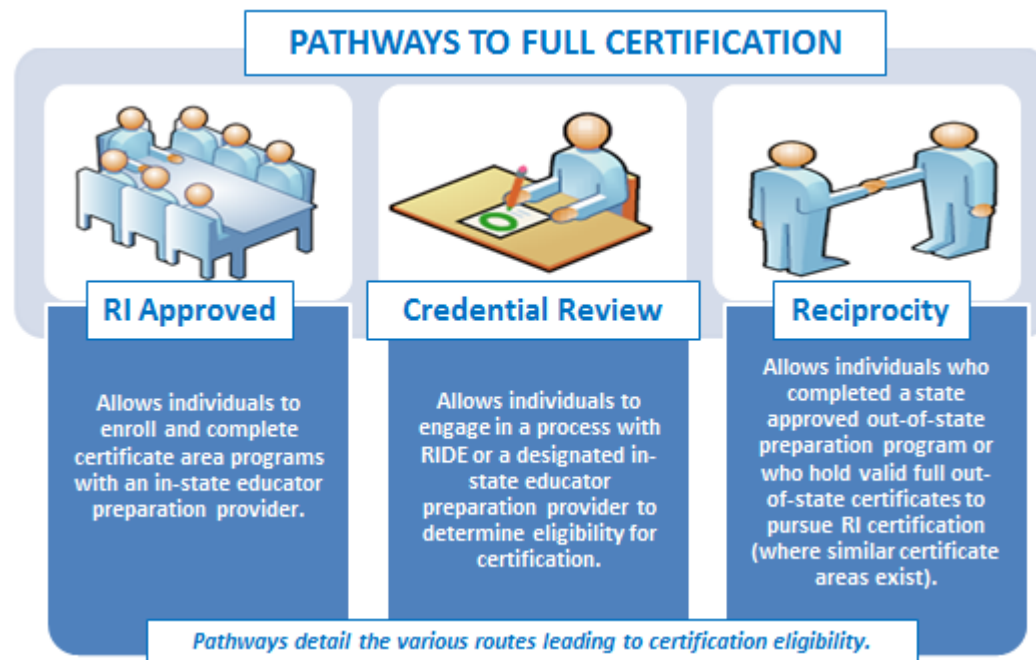 PATHWAYS TO FULL CERTIFICATION
RI Approved
Allows individuals to
enroll and complete
certificate area programs
with an in-state educator
preparation provider.
Credential Review
Allows individuals to
engage in a process with
RIDE or a designated in-
state educator
preparation provider to
determine eligibility for
certification.
Reciprocity
Allows individuals who
completed a state
approved out-of-state
preparation program or
who hold valid full out-
of-state certificates to
pursue RI certification
(where similar certificate
areas exist).
Pathways detail the various routes leading to certification eligibility.